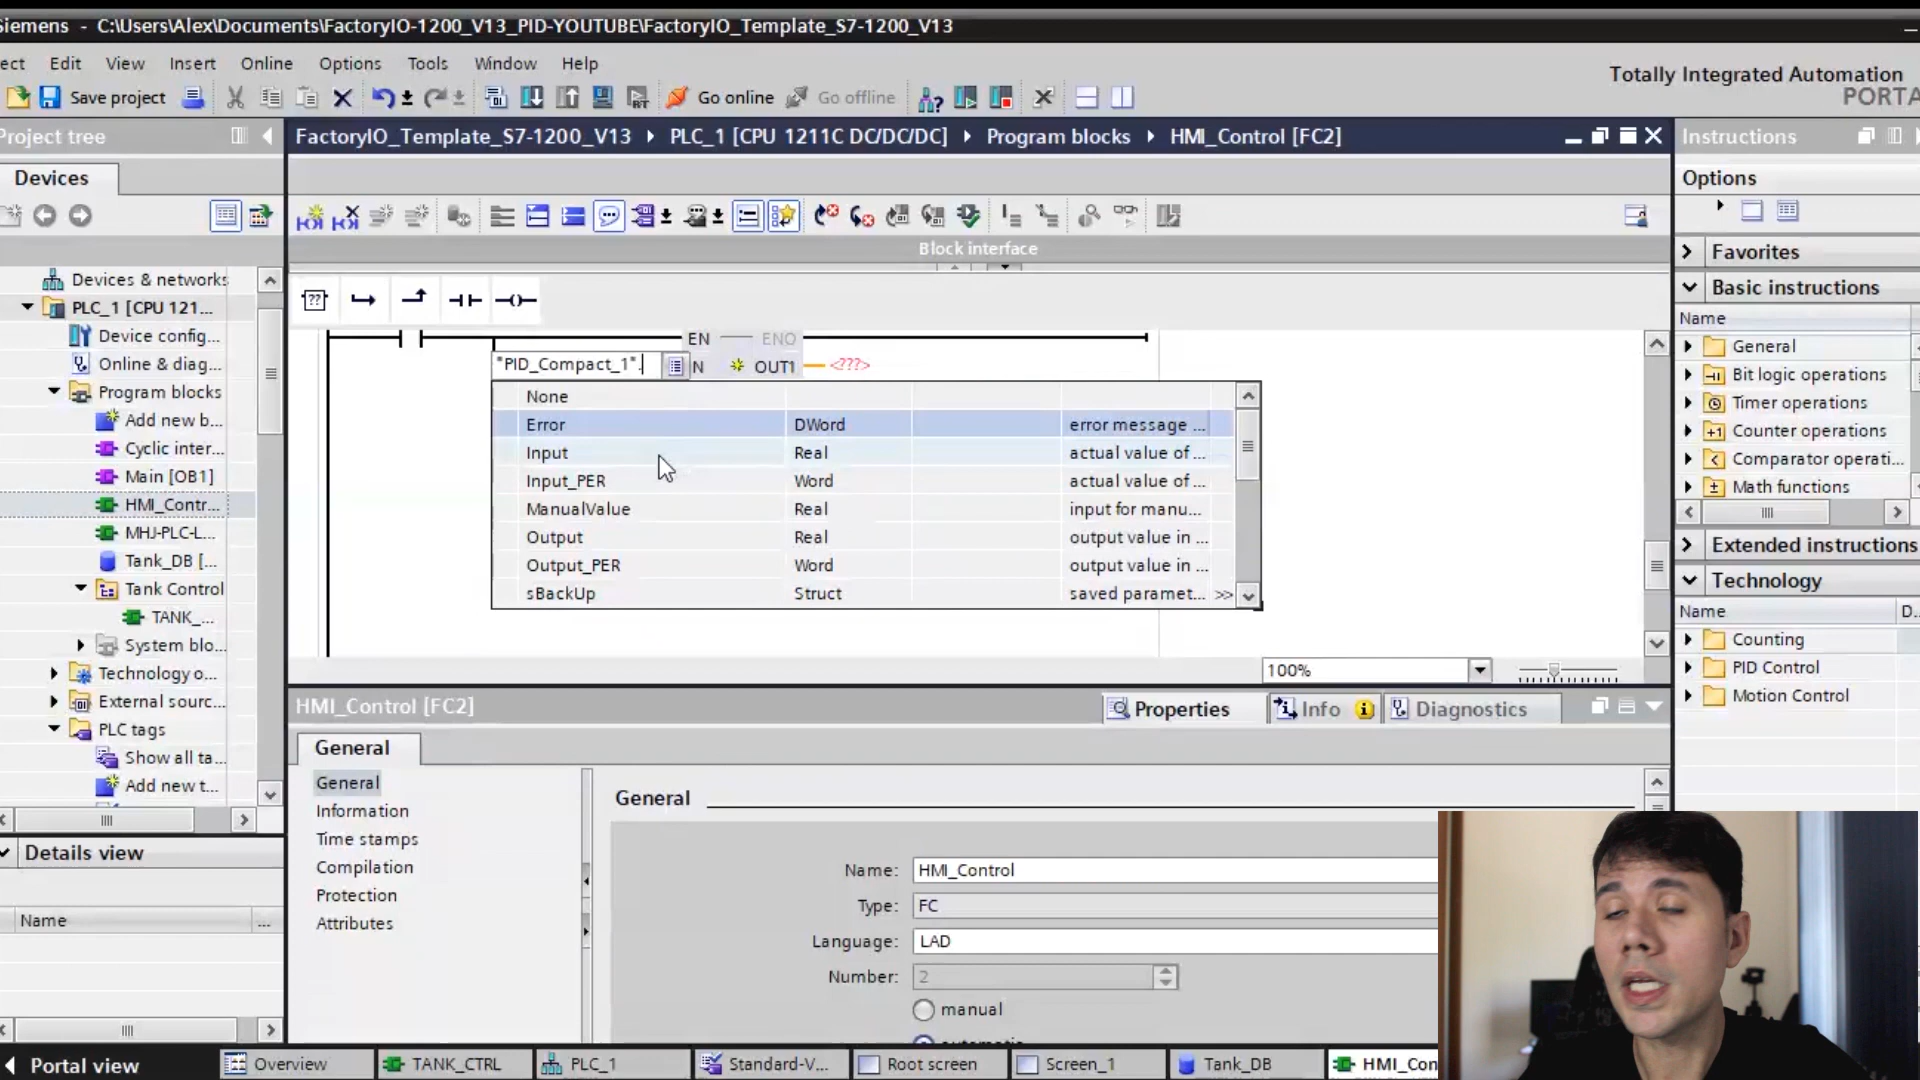 Siemens - C:\Users\Alex\Documents\FactoryIO-1200_V13_PID-YOUTUBE\FactoryIO_Template_S7-1200_V13
ect Edit View Insert Online Options Tools Window Help
Totally Integrated Automation
PORTA
Save project Go online Go offline
Project tree
FactoryIO_Template_S7-1200_V13 PLC_1 [CPU 1211C DC/DC/DC] Program blocks HMI_Control [FC2]
Instructions
Devices
Options
Block interface
Favorites
Basic instructions
Name
General
Bit logic operations
Timer operations
Counter operations
Comparator operati...
Math functions
Extended instructions
Technology
Name D..
Counting
PID Control
Motion Control
Devices & networks
PLC_1 [CPU 121...
Device config...
Online & diag...
Program blocks
Add new b...
Cyclic inter...
Main [OB1]
HMI_Contr...
MHJ-PLC-L...
Tank_DB [...
Tank Control
TANK_...
System blo...
Technology o...
External sourc...
PLC tags
Show all ta...
Add new t...
??
EN ENO
"PID_Compact_1". N OUT1 <???>
None
Error DWord error message ...
Input Real actual value of ...
Input_PER Word actual value of ...
ManualValue Real input for manu...
Output Real output value in ...
Output_PER Word output value in ...
sBackUp Struct saved paramet... >>
100%
HMI_Control [FC2]
Properties Info Diagnostics
General
General
Information
Time stamps
Compilation
Protection
Attributes
General
Name: HMI_Control
Type: FC
Language: LAD
Number: 2
manual
automatic
Details view
Name ...
Portal view Overview TANK_CTRL PLC_1 Standard-V... Root screen Screen_1 Tank_DB HMI_Con